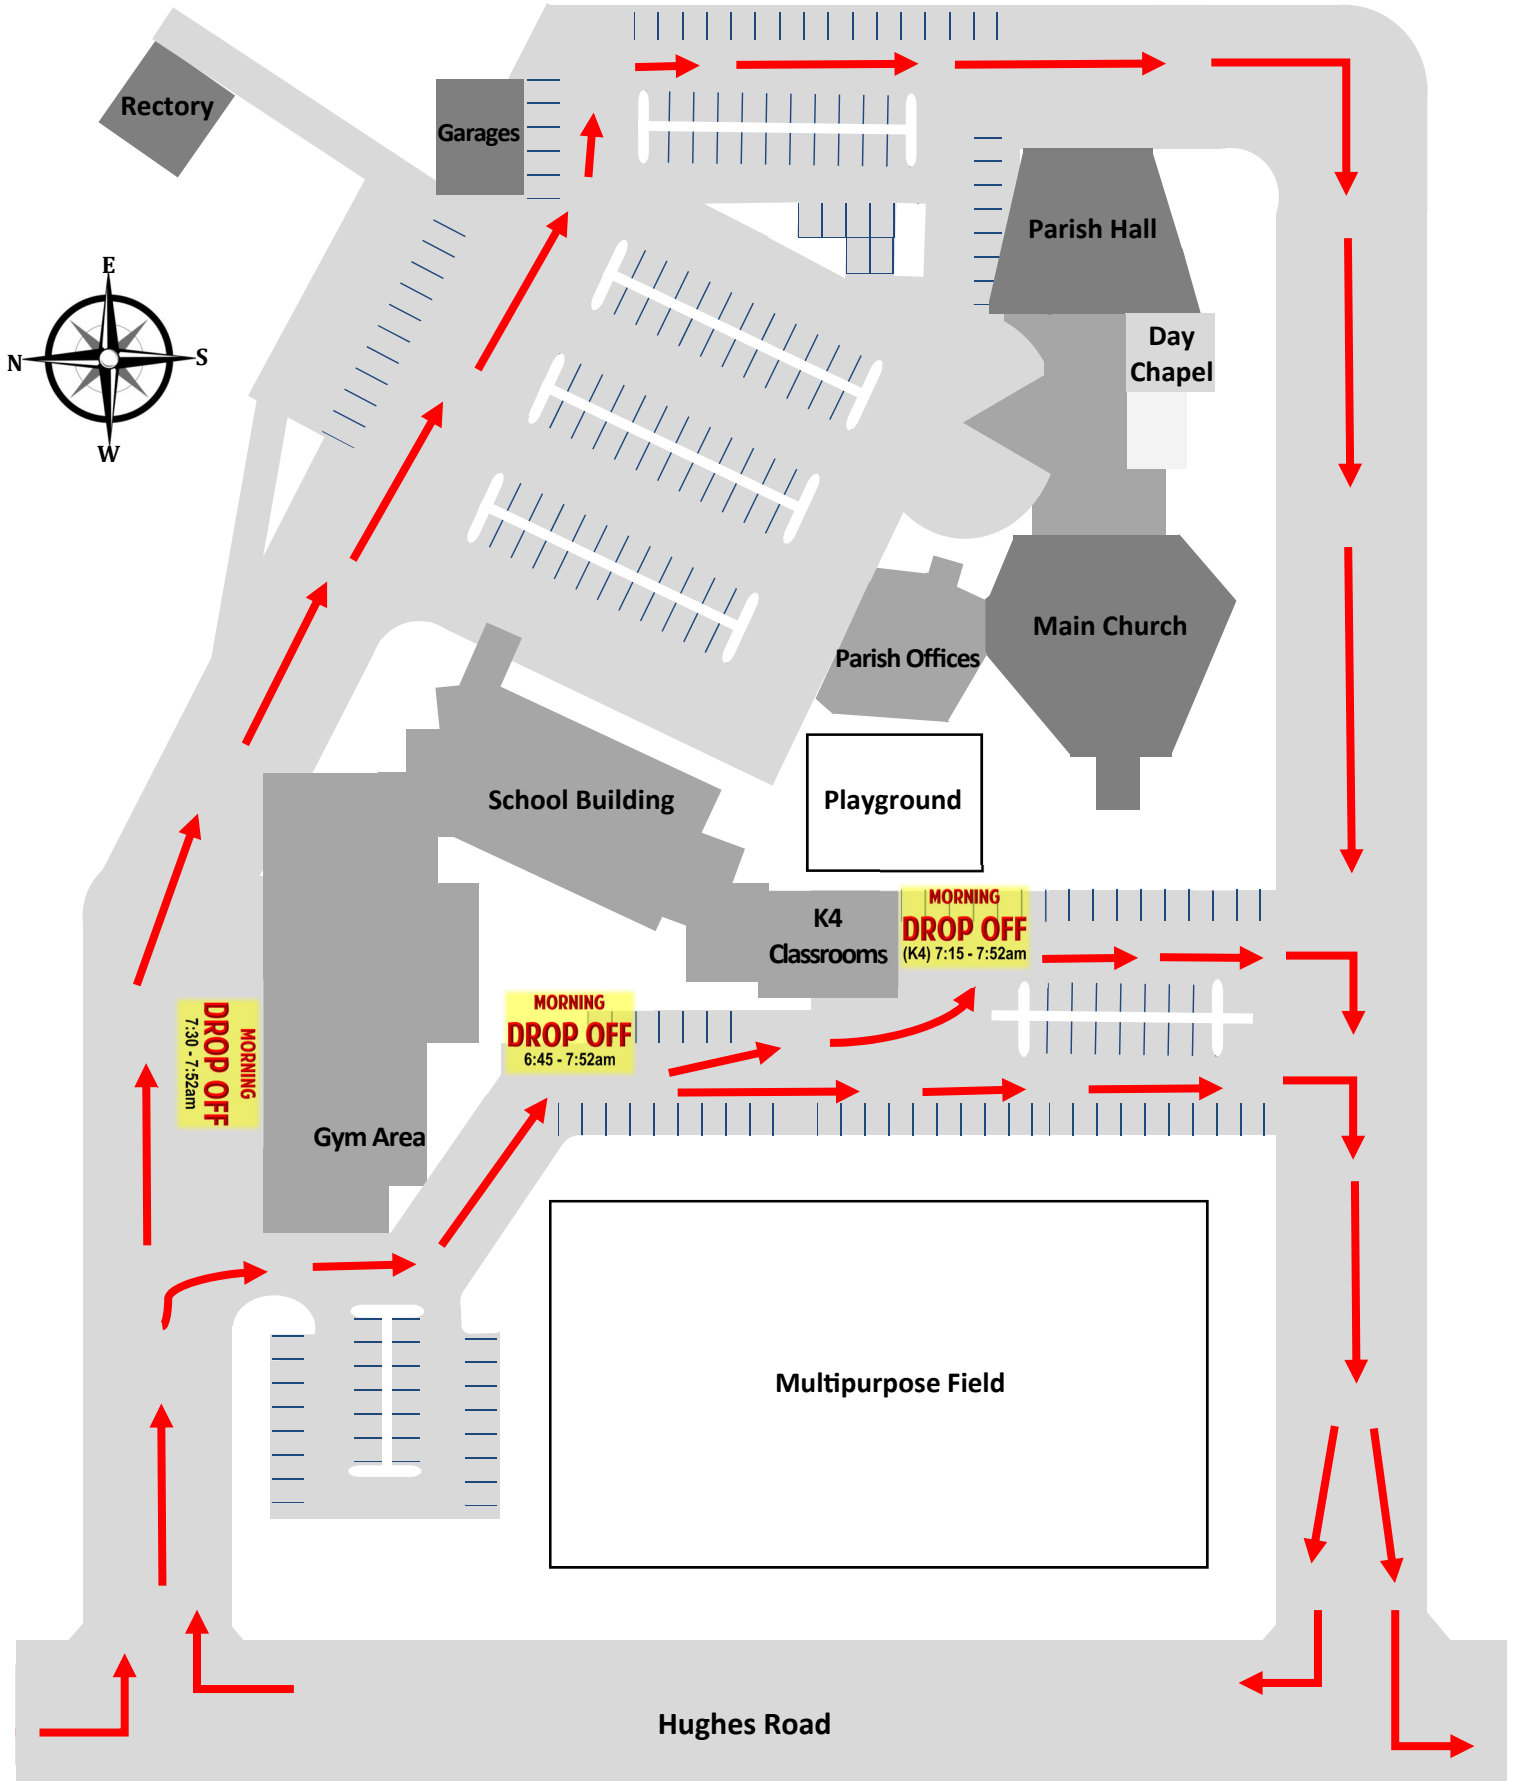 Rectory
Garages
Parish Hall
E
N
S
W
Day
Chapel
Main Church
Parish Offices
School Building
Playground
K4
Classrooms
MORNING
DROP OFF
(K4) 7:15 - 7:52am
MORNING
DROP OFF
6:45 - 7:52am
MORNING
DROP OFF
7:30 - 7:52am
Gym Area
Multipurpose Field
Hughes Road